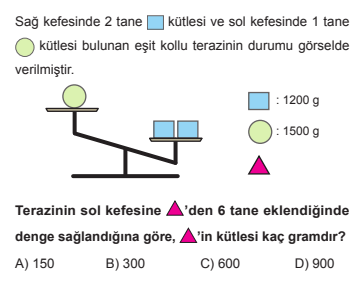 Sağ kefesinde 2 tane kütlesi ve sol kefesinde 1 tane
kütlesi bulunan eşit kollu terazinin durumu görselde
verilmiştir.
: 1200 g
: 1500 g
Terazinin sol kefesine 'den 6 tane eklendiğinde
denge sağlandığına göre, 'in kütlesi kaç gramdır?
A) 150 B) 300 C) 600 D) 900